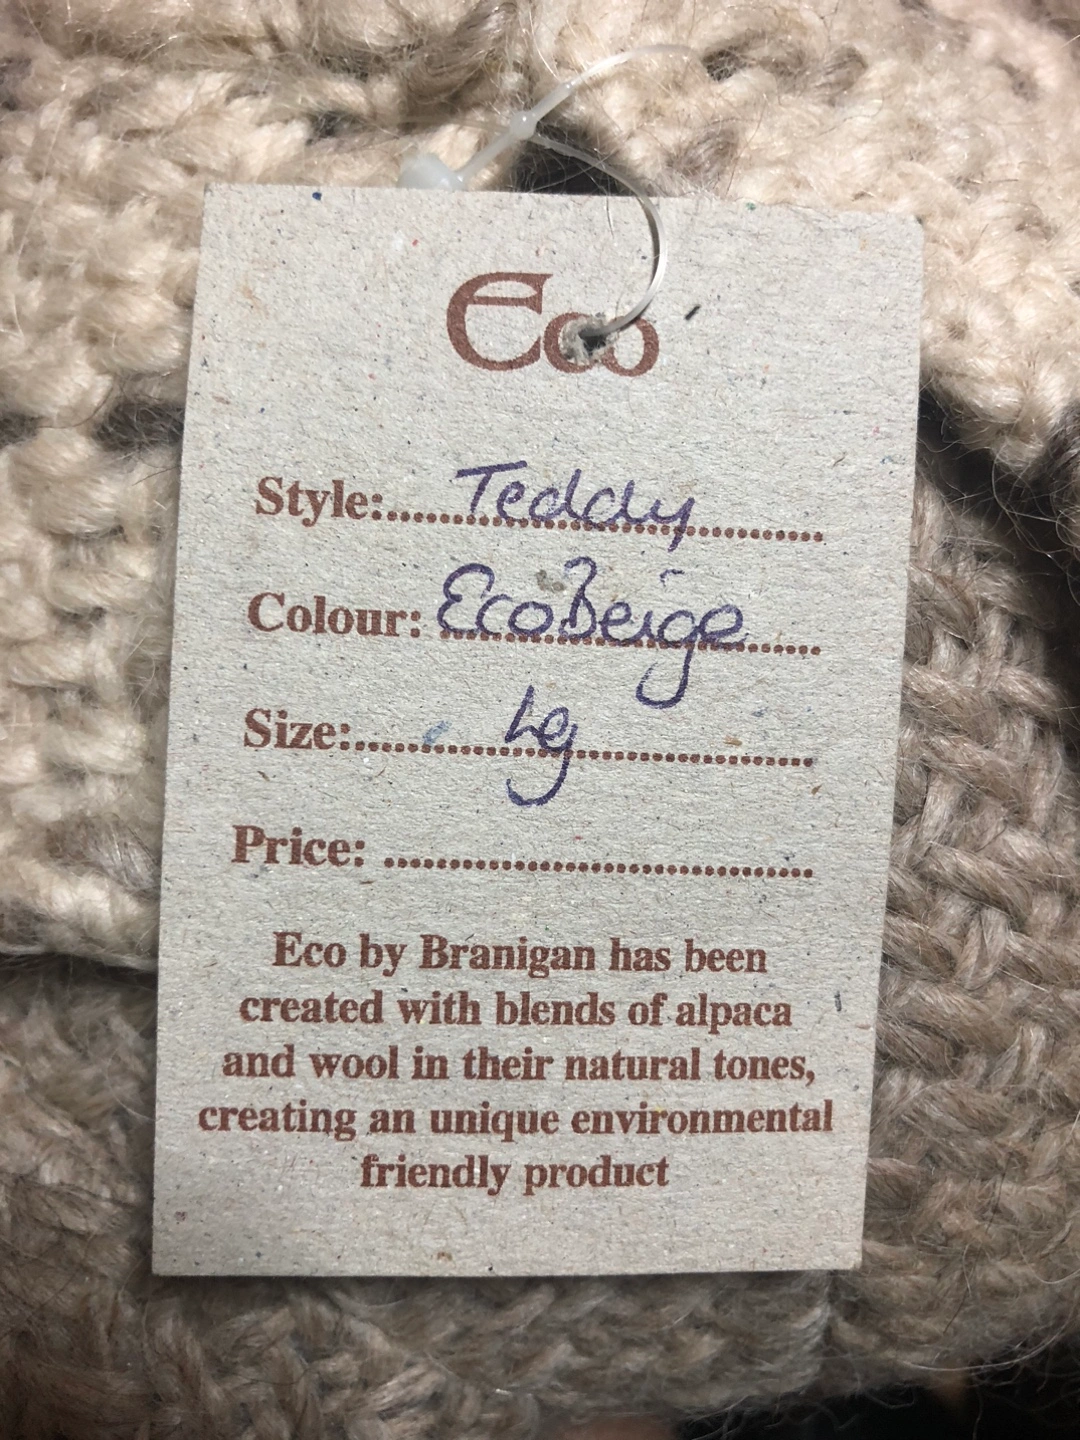 Eco
Style: Teddy
Colour: EcoBeige
Size: Lg
Price:
Eco by Branigan has been
created with blends of alpaca
and wool in their natural tones,
creating an unique environmental
friendly product